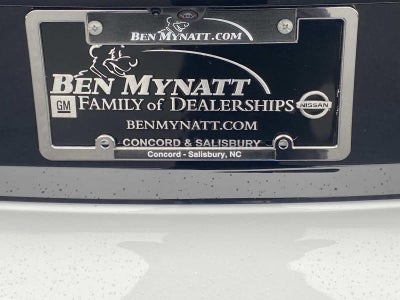 BEN MYNATT.COM
BEN MYNATT
GM FAMILY of DEALERSHIPS NISSAN
BENMYNATT.COM
CONCORD & SALISBURY
Concord - Salisbury, NC